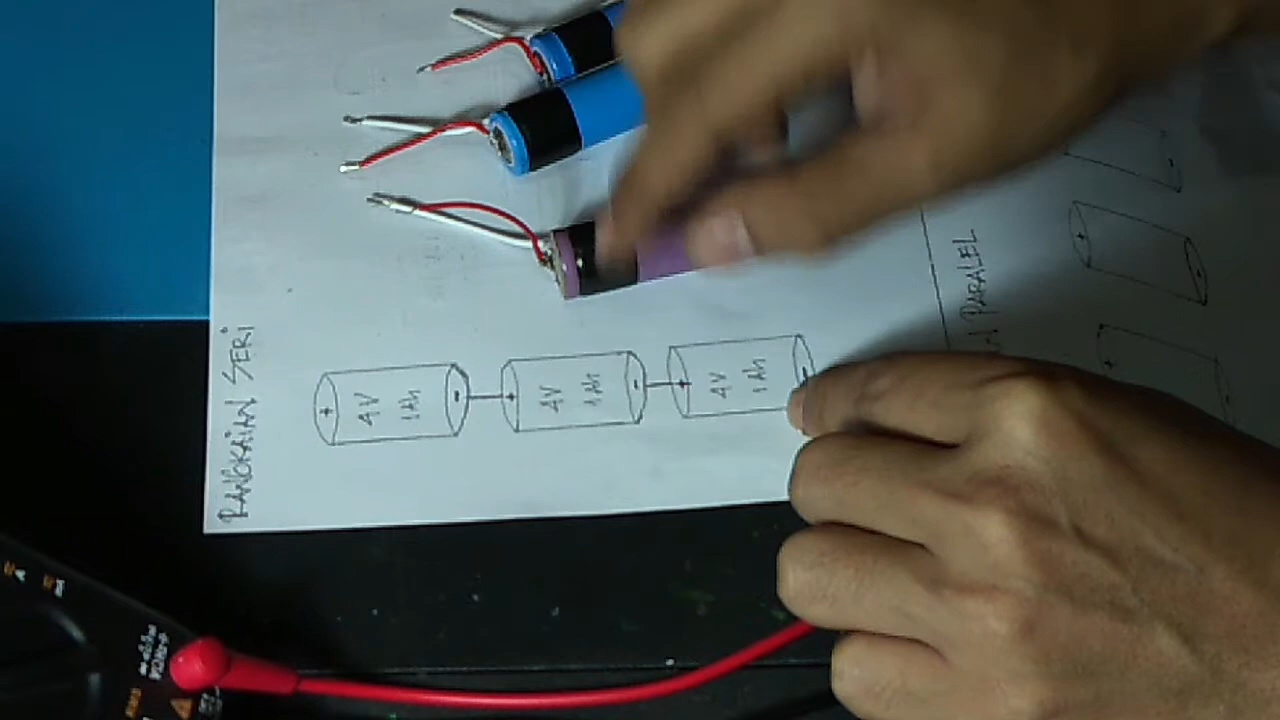 RANGKAIAN SERI
+ 4V 1Ah -
+ 4V 1Ah -
+ 4V 1Ah -
PARALEL
+
+